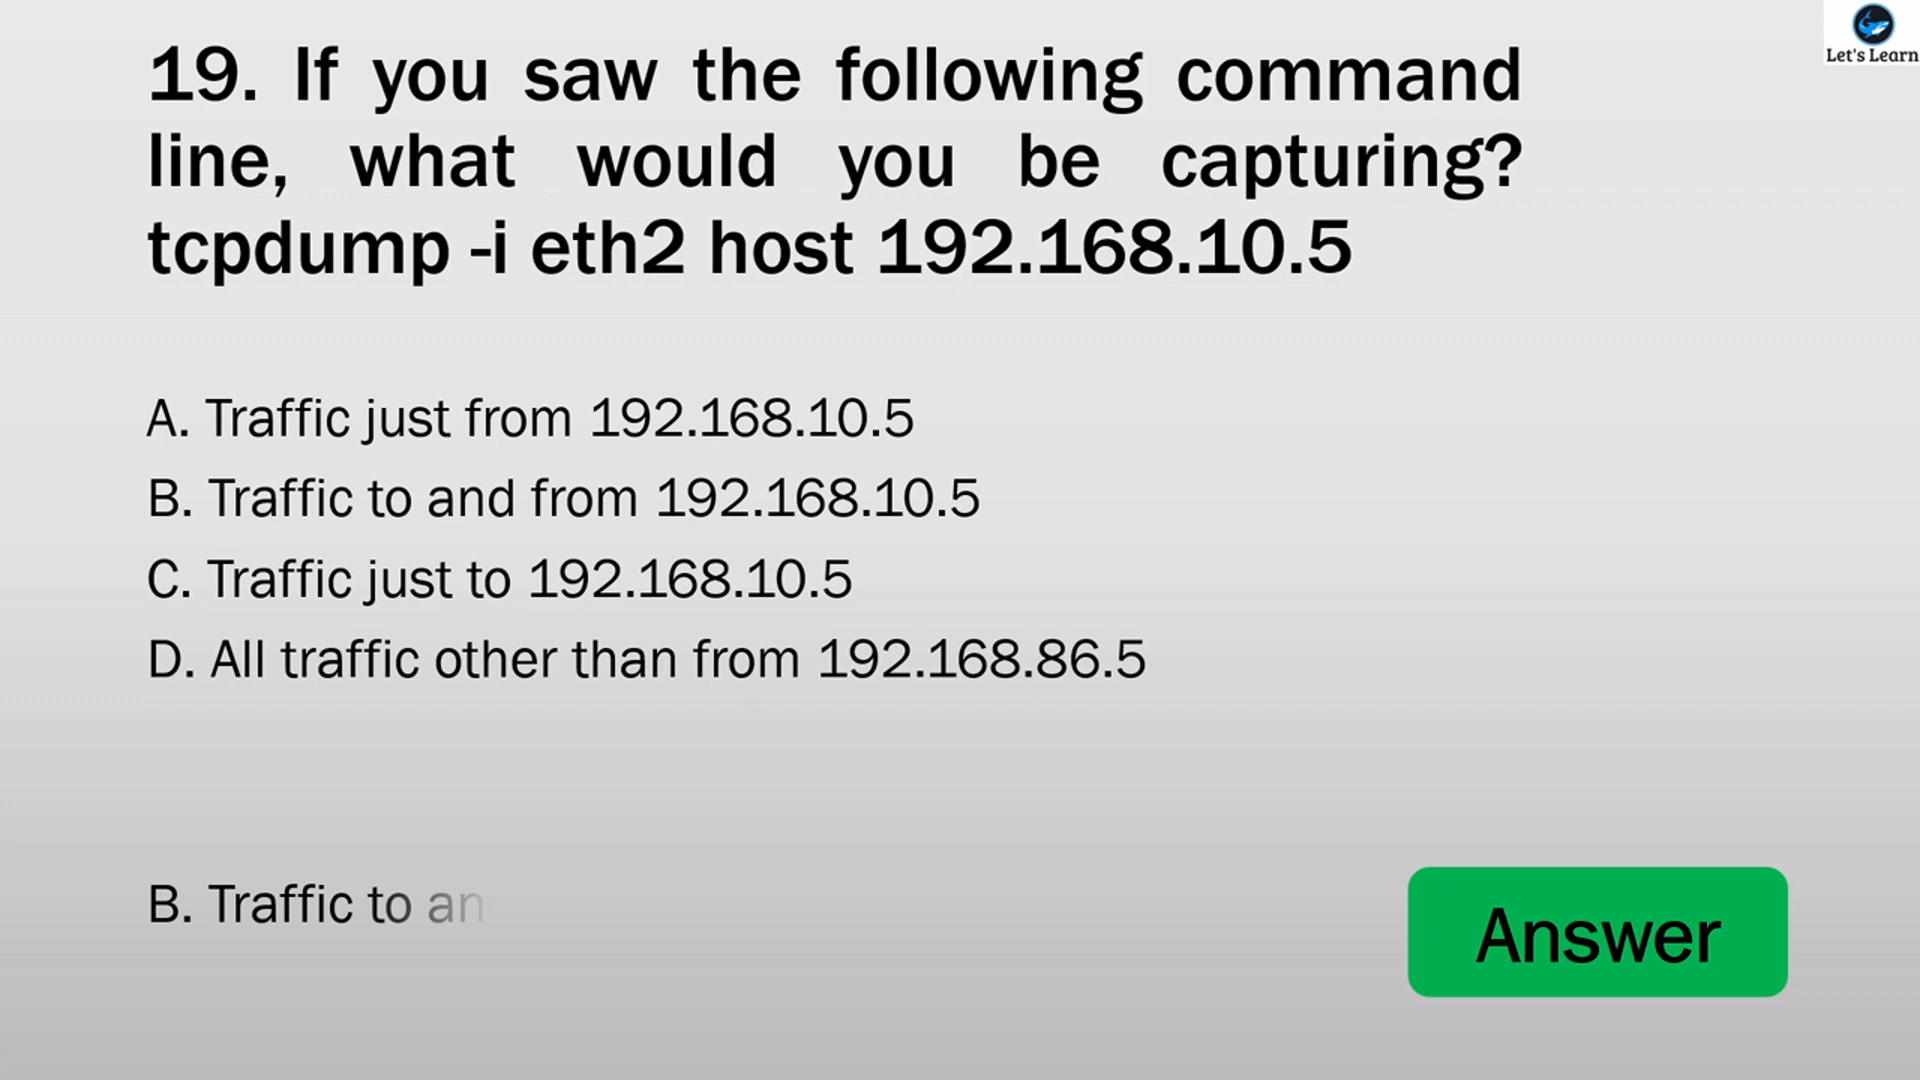 Let's Learn
19. If you saw the following command
line, what would you be capturing?
tcpdump -i eth2 host 192.168.10.5
A. Traffic just from 192.168.10.5
B. Traffic to and from 192.168.10.5
C. Traffic just to 192.168.10.5
D. All traffic other than from 192.168.86.5
B. Traffic to an
Answer